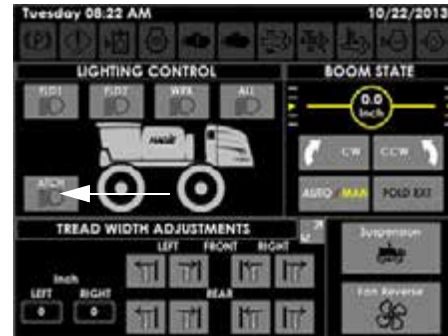 Tuesday 08:22 AM 10/22/2013
(P)
LIGHTING CONTROL
FLD1 FLD2 WRK ALL
HAGIE
ATCH
BOOM STATE
0.0
Inch
CW CCW
AUTO MAN FOLD EXT
TREAD WIDTH ADJUSTMENTS
LEFT FRONT RIGHT
Inch
LEFT RIGHT
REAR
0 0
Suspension
Fan Reverse